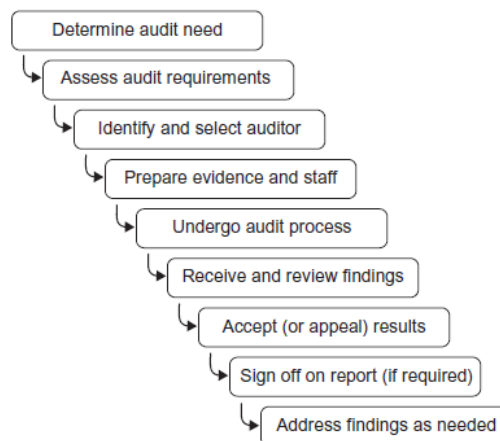 Determine audit need
Assess audit requirements
Identify and select auditor
Prepare evidence and staff
Undergo audit process
Receive and review findings
Accept (or appeal) results
Sign off on report (if required)
Address findings as needed